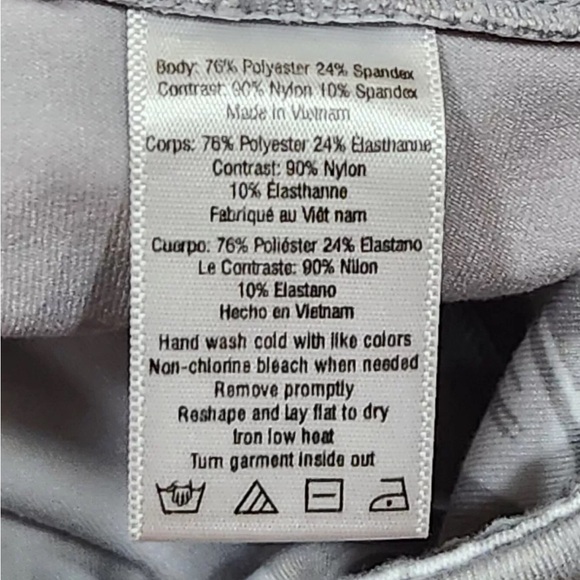 Body: 76% Polyester 24% Spandex
Contrast: 90% Nylon 10% Spandex
Made in Vietnam
Corps: 76% Polyester 24% Élasthanne
Contrast: 90% Nylon
10% Élasthanne
Fabriqué au Viêt nam
Cuerpo: 76% Poliéster 24% Elastano
Le Contraste: 90% Nilon
10% Elastano
Hecho en Vietnam
Hand wash cold with like colors
Non-chlorine bleach when needed
Remove promptly
Reshape and lay flat to dry
Iron low heat
Turn garment inside out